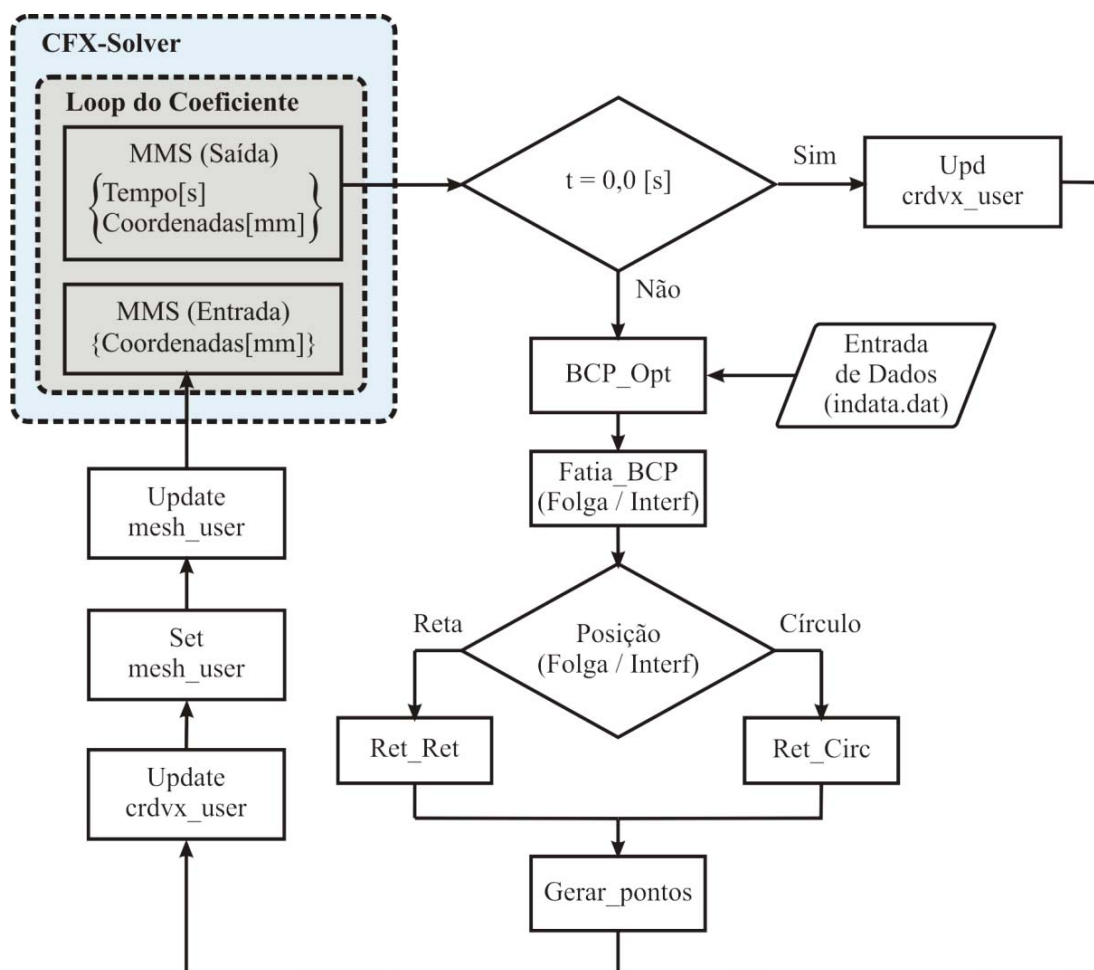 CFX-Solver
Loop do Coeficiente
MMS (Saída)
{Tempo[s]
Coordenadas[mm]}
MMS (Entrada)
{Coordenadas[mm]}
t = 0,0 [s]
Sim
Upd
crdvx_user
Não
BCP_Opt
Entrada
de Dados
(indata.dat)
Fatia_BCP
(Folga / Interf)
Reta
Posição
(Folga / Interf)
Círculo
Ret_Ret
Ret_Circ
Gerar_pontos
Update
mesh_user
Set
mesh_user
Update
crdvx_user